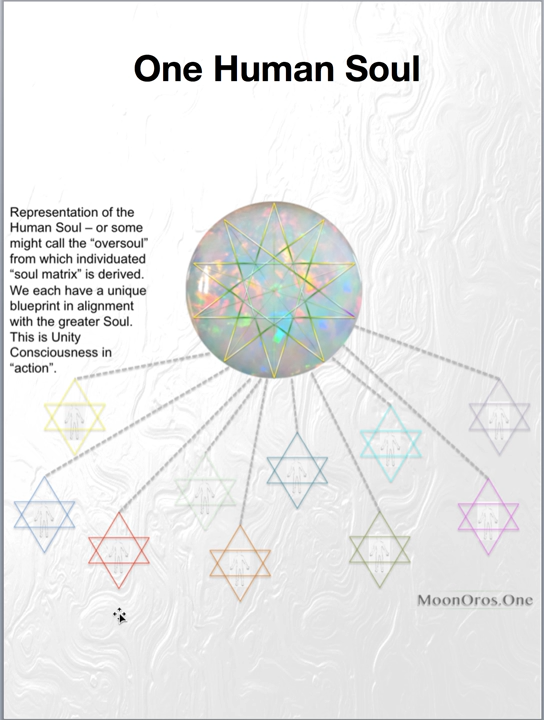 One Human Soul
Representation of the
Human Soul – or some
might call the “oversoul”
from which individuated
“soul matrix” is derived.
We each have a unique
blueprint in alignment
with the greater Soul.
This is Unity
Consciousness in
“action”.
MoonOros.One